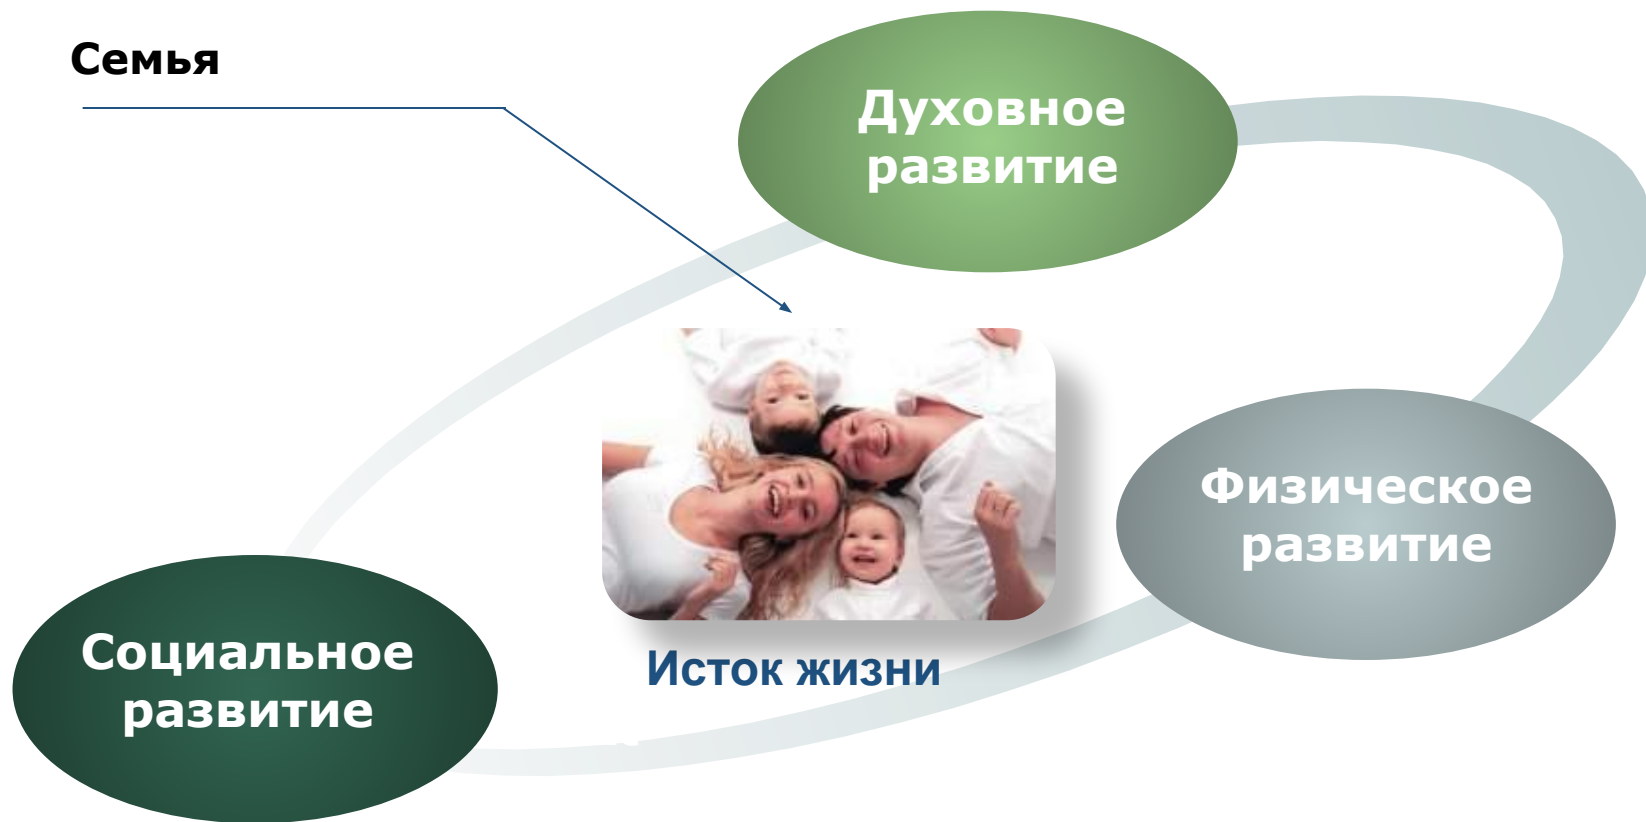 Семья
Духовное
развитие
Физическое
развитие
Социальное
развитие
Исток жизни